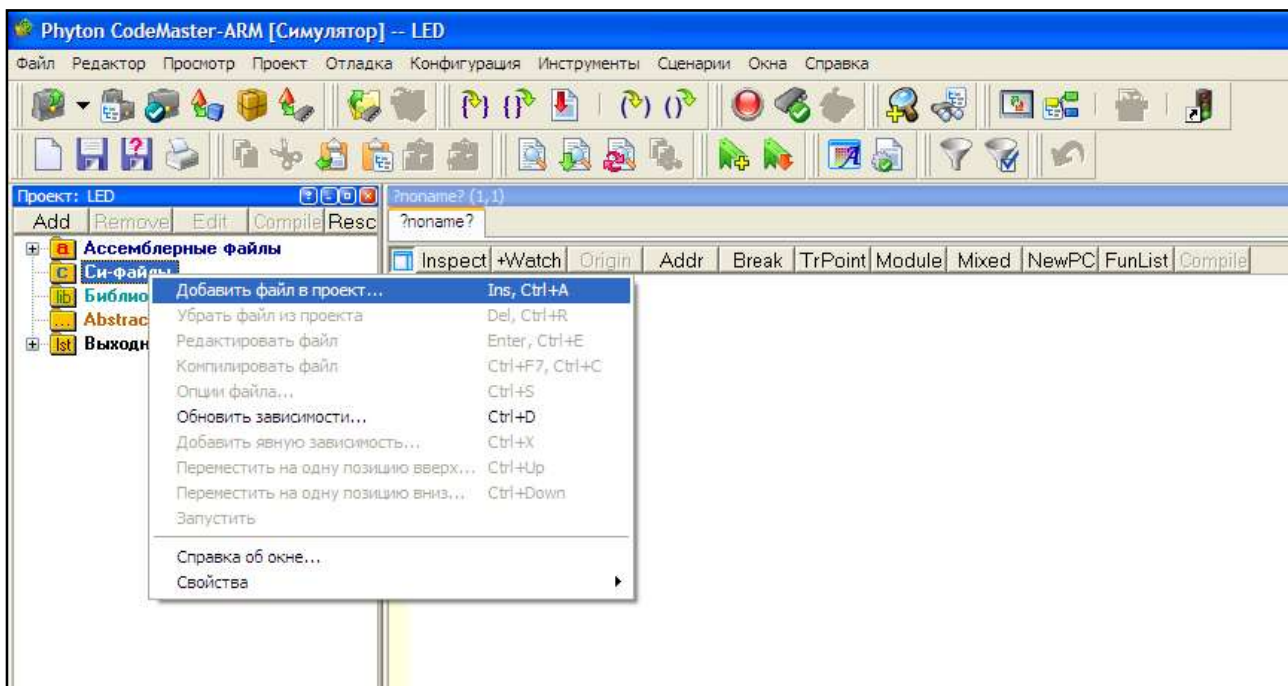 Phyton CodeMaster-ARM [Симулятор] -- LED
Файл Редактор Просмотр Проект Отладка Конфигурация Инструменты Сценарии Окна Справка
Проект: LED
?noname? (1,1)
Add Remove Edit Compile Resc
?noname?
a Ассемблерные файлы
Inspect +Watch Origin Addr Break TrPoint Module Mixed NewPC FunList Compile
C Си-файлы
lib Библио
... Abstrac
lst Выходн
Добавить файл в проект... Ins, Ctrl+A
Убрать файл из проекта Del, Ctrl+R
Редактировать файл Enter, Ctrl+E
Компилировать файл Ctrl+F7, Ctrl+C
Опции файла... Ctrl+S
Обновить зависимости... Ctrl+D
Добавить явную зависимость... Ctrl+X
Переместить на одну позицию вверх... Ctrl+Up
Переместить на одну позицию вниз... Ctrl+Down
Запустить
Справка об окне...
Свойства